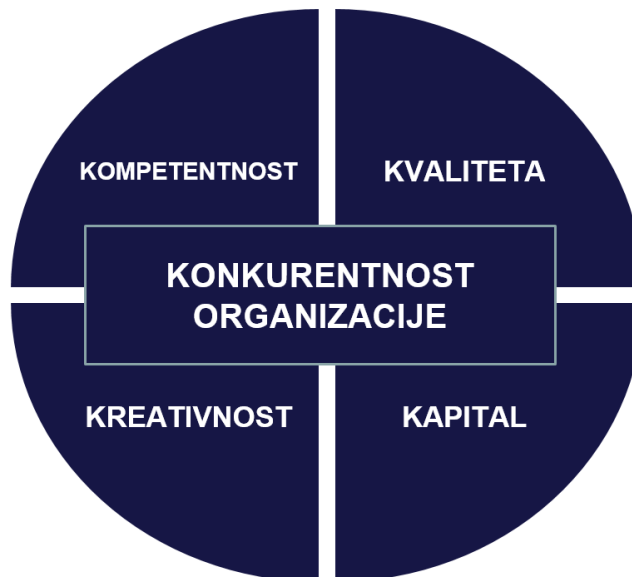 KOMPETENTNOST
KVALITETA
KONKURENTNOST
ORGANIZACIJE
KREATIVNOST
KAPITAL